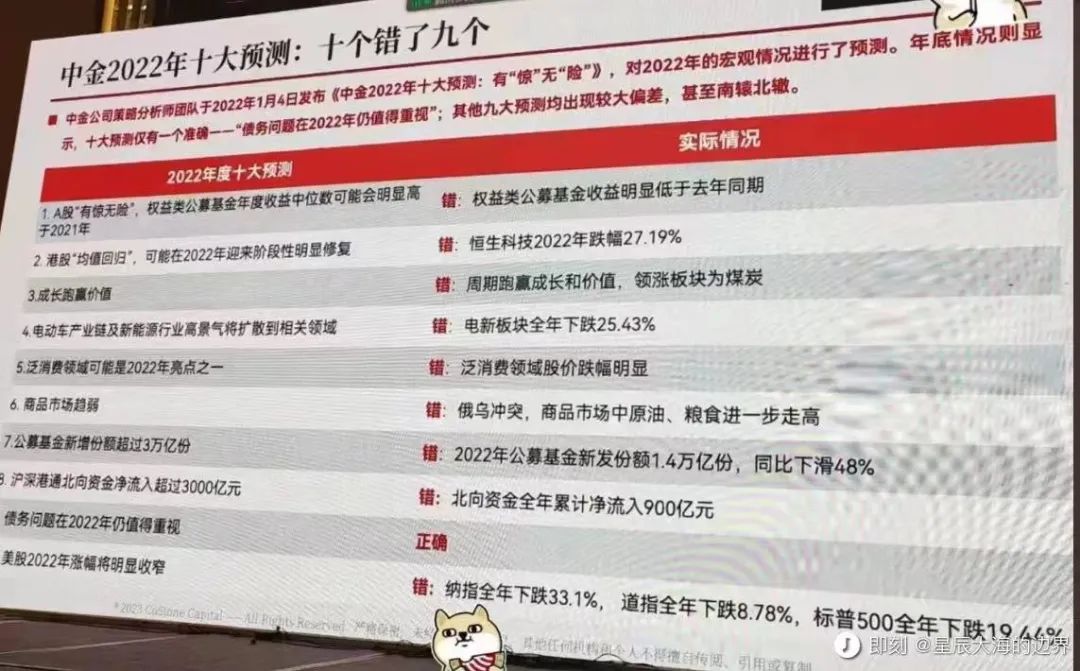 中金2022年十大预测：十个错了九个
中金公司策略分析师团队于2022年1月4日发布《中金2022年十大预测：有“惊”无“险”》，对2022年的宏观情况进行了预测。年底情况则显
示，十大预测仅有一个准确——“债务问题在2022年仍值得重视”；其他九大预测均出现较大偏差，甚至南辕北辙。
2022年度十大预测
实际情况
1. A股“有惊无险”，权益类公募基金年度收益中位数可能会明显高
于2021年
错：权益类公募基金收益明显低于去年同期
2. 港股“均值回归”，可能在2022年迎来阶段性明显修复
错：恒生科技2022年跌幅27.19%
3.成长跑赢价值
错：周期跑赢成长和价值，领涨板块为煤炭
4.电动车产业链及新能源行业高景气将扩散到相关领域
错：电新板块全年下跌25.43%
5.泛消费领域可能是2022年亮点之一
错：泛消费领域股价跌幅明显
6. 商品市场趋弱
错：俄乌冲突，商品市场中原油、粮食进一步走高
7.公募基金新增份额超过3万亿份
错：2022年公募基金新发份额1.4万亿份，同比下滑48%
8. 沪深港通北向资金净流入超过3000亿元
错：北向资金全年累计净流入900亿元
债务问题在2022年仍值得重视
正确
美股2022年涨幅将明显收窄
错：纳指全年下跌33.1%，道指全年下跌8.78%，标普500全年下跌19.44%
©2023 CoStone Capital —— All Rights Reserved 严格保密，未经
其他任何机构和个人不得擅自传阅、引用或复制
即刻 @星辰大海的边界